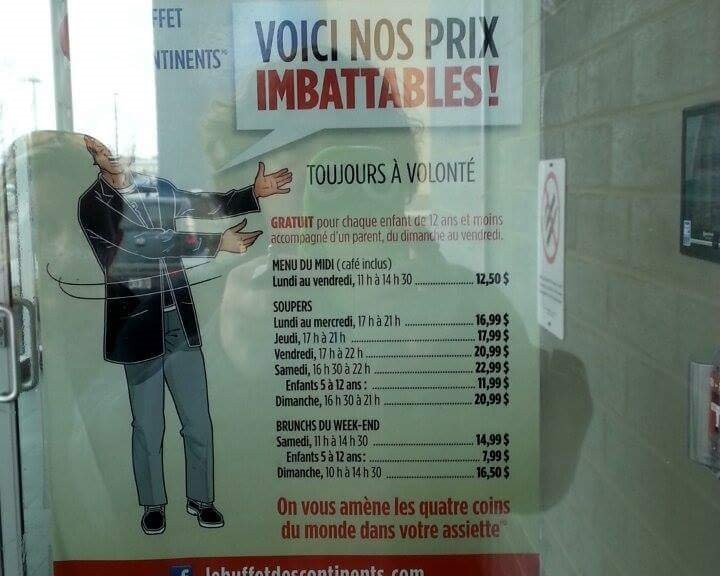 FFET
NTINENTS
VOICI NOS PRIX
IMBATTABLES!
TOUJOURS À VOLONTÉ
GRATUIT pour chaque enfant de 12 ans et moins
accompagné d'un parent, du dimanche au vendredi.
MENU DU MIDI (café inclus)
Lundi au vendredi, 11 h à 14 h 30 ........ 12,50 $
SOUPERS
Lundi au mercredi, 17 h à 21 h ........ 16,99 $
Jeudi, 17 h à 21 h ........ 17,99 $
Vendredi, 17 h à 22 h ........ 20,99 $
Samedi, 16 h 30 à 22 h ........ 22,99 $
Enfants 5 à 12 ans : ........ 11,99 $
Dimanche, 16 h 30 à 21 h ........ 20,99 $
BRUNCHS DU WEEK-END
Samedi, 11 h à 14 h 30 ........ 14,99 $
Enfants 5 à 12 ans : ........ 7,99 $
Dimanche, 10 h à 14 h 30 ........ 16,50 $
On vous amène les quatre coins
du monde dans votre assiette
f lebuffetdescontinents.com